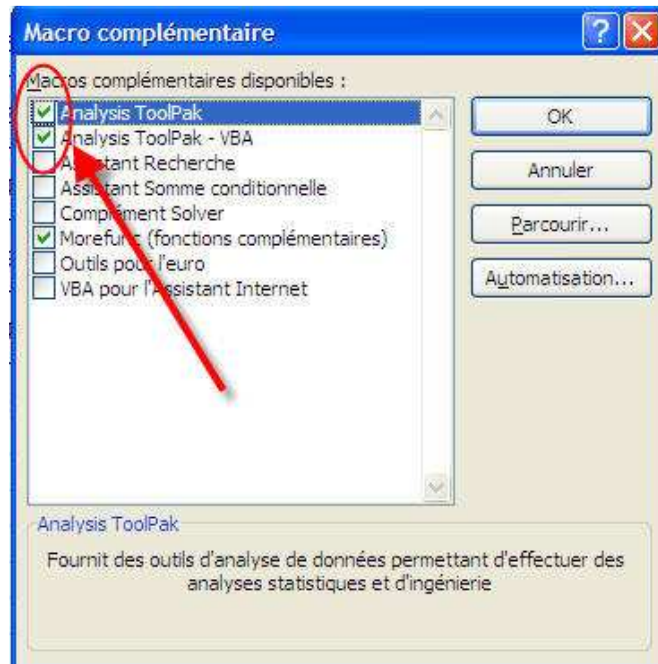 Macro complémentaire
Macros complémentaires disponibles :
Analysis ToolPak
Analysis ToolPak - VBA
Assistant Recherche
Assistant Somme conditionnelle
Complément Solver
Morefunc (fonctions complémentaires)
Outils pour l'euro
VBA pour l'Assistant Internet
OK
Annuler
Parcourir...
Automatisation...
Analysis ToolPak
Fournit des outils d'analyse de données permettant d'effectuer des
analyses statistiques et d'ingénierie